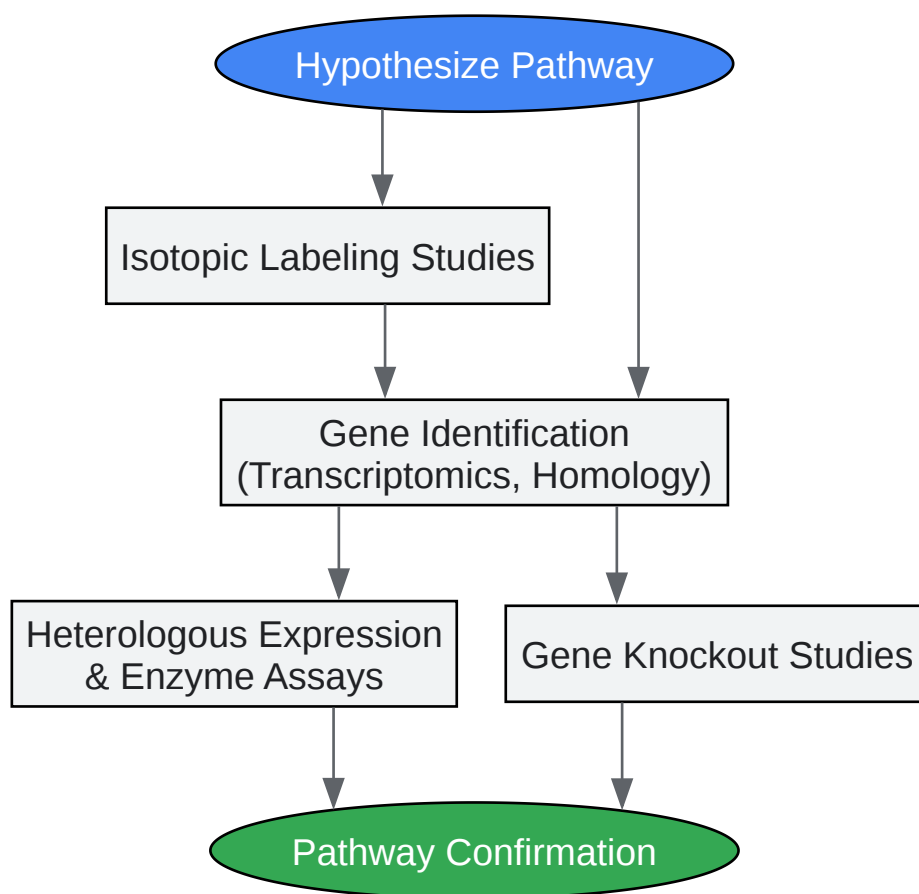 Hypothesize Pathway
Isotopic Labeling Studies
Gene Identification
(Transcriptomics, Homology)
Heterologous Expression
& Enzyme Assays
Gene Knockout Studies
Pathway Confirmation